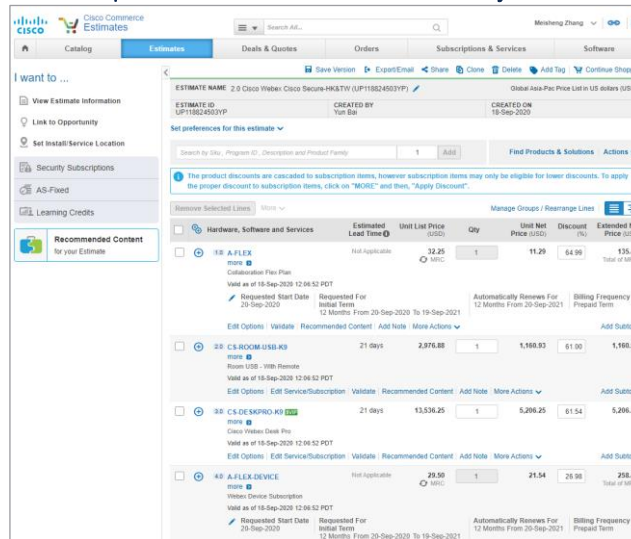 CISCO
Cisco Commerce
Estimates
Search All...
Meisheng Zhang
Catalog
Estimates
Deals & Quotes
Orders
Subscriptions & Services
Software
I want to ...
View Estimate Information
Link to Opportunity
Set Install/Service Location
Security Subscriptions
AS-Fixed
Learning Credits
Recommended Content
for your Estimate
Save Version Export/Email Share Clone Delete Add Tag Continue Shopp
ESTIMATE NAME 2.0 Cisco Webex Cisco Secure-HK&TW (UP118824503YP)
Global Asia-Pac Price List in US dollars (US
ESTIMATE ID
UP118824503YP
CREATED BY
Yun Bai
CREATED ON
18-Sep-2020
Set preferences for this estimate
Search by Sku , Program ID , Description and Product Family
1 Add
Find Products & Solutions Actions
The product discounts are cascaded to subscription items, however subscription items may only be eligible for lower discounts. To apply
the proper discount to subscription items, click on "MORE" and then, "Apply Discount".
Remove Selected Lines More
Manage Groups / Rearrange Lines
Hardware, Software and Services Estimated Lead Time Unit List Price (USD) Qty Unit Net Price (USD) Discount (%) Extended N Price (US
1.0 A-FLEX Not Applicable 32.25 1 11.29 64.99 135.
more MRC Total of MR
Collaboration Flex Plan
Valid as of 18-Sep-2020 12:06:52 PDT
Requested Start Date Requested For Automatically Renews For Billing Frequency
20-Sep-2020 Initial Term 12 Months From 20-Sep-2021 Prepaid Term
12 Months From 20-Sep-2020 To 19-Sep-2021
Edit Options Validate Recommended Content Add Note More Actions Add Subto
2.0 CS-ROOM-USB-K9 21 days 2,976.88 1 1,160.93 61.00 1,160.
more
Room USB - With Remote
Valid as of 18-Sep-2020 12:06:52 PDT
Edit Options Edit Service/Subscription Validate Recommended Content Add Note More Actions Add Subto
3.0 CS-DESKPRO-K9 21 days 13,536.25 1 5,206.25 61.54 5,206.
more
Cisco Webex Desk Pro
Valid as of 18-Sep-2020 12:06:52 PDT
Edit Options Edit Service/Subscription Validate Recommended Content Add Note More Actions Add Subto
4.0 A-FLEX-DEVICE Not Applicable 29.50 1 21.54 26.98 258.
more MRC Total of MR
Webex Device Subscription
Valid as of 18-Sep-2020 12:06:52 PDT
Requested Start Date Requested For Automatically Renews For Billing Frequency
20-Sep-2020 Initial Term 12 Months From 20-Sep-2021 Prepaid Term
12 Months From 20-Sep-2020 To 19-Sep-2021